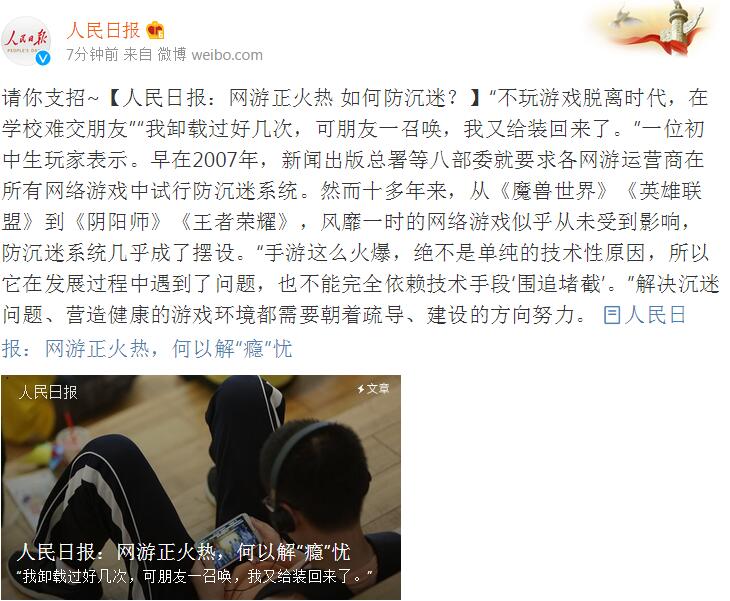 人民日报
人民日报
PEOPLE'S DAILY
7分钟前 来自 微博 weibo.com
请你支招~【人民日报：网游正火热 如何防沉迷？】“不玩游戏脱离时代，在
学校难交朋友”“我卸载过好几次，可朋友一召唤，我又给装回来了。”一位初
中生玩家表示。早在2007年，新闻出版总署等八部委就要求各网游运营商在
所有网络游戏中试行防沉迷系统。然而十多年来，从《魔兽世界》《英雄联
盟》到《阴阳师》《王者荣耀》，风靡一时的网络游戏似乎从未受到影响，
防沉迷系统几乎成了摆设。“手游这么火爆，绝不是单纯的技术性原因，所以
它在发展过程中遇到了问题，也不能完全依赖技术手段‘围追堵截’。”解决沉迷
问题、营造健康的游戏环境都需要朝着疏导、建设的方向努力。 人民日
报：网游正火热，何以解“瘾”忧
人民日报
文章
人民日报：网游正火热，何以解“瘾”忧
“我卸载过好几次，可朋友一召唤，我又给装回来了。”